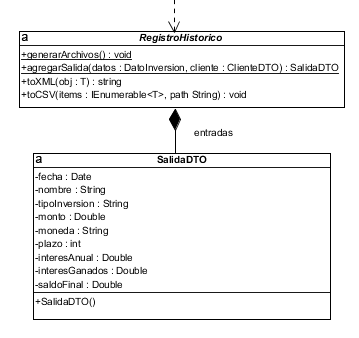 a
RegistroHistorico
+generarArchivos() : void
+agregarSalida(datos : DatoInversion, cliente : ClienteDTO) : SalidaDTO
+toXML(obj : T) : string
+toCSV(items : IEnumerable<T>, path String) : void
entradas
a
SalidaDTO
-fecha : Date
-nombre : String
-tipoInversion : String
-monto : Double
-moneda : String
-plazo : int
-interesAnual : Double
-interesGanados : Double
-saldoFinal : Double
+SalidaDTO()